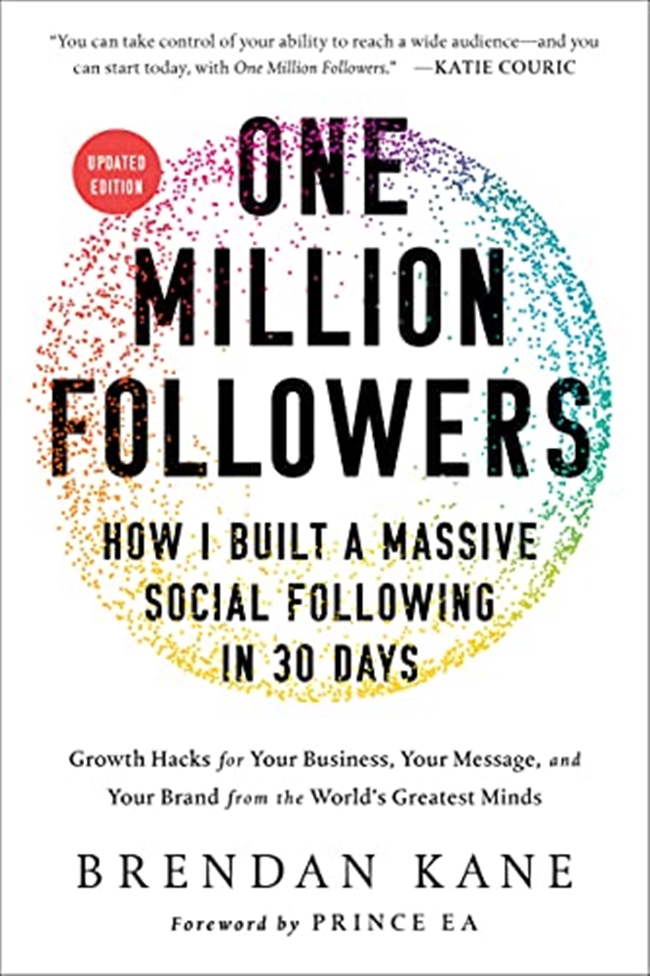 “You can take control of your ability to reach a wide audience—and you
can start today, with One Million Followers.” —KATIE COURIC
UPDATED
EDITION
ONE
MILLION
FOLLOWERS
HOW I BUILT A MASSIVE
SOCIAL FOLLOWING
IN 30 DAYS
Growth Hacks for Your Business, Your Message, and
Your Brand from the World’s Greatest Minds
BRENDAN KANE
Foreword by PRINCE EA